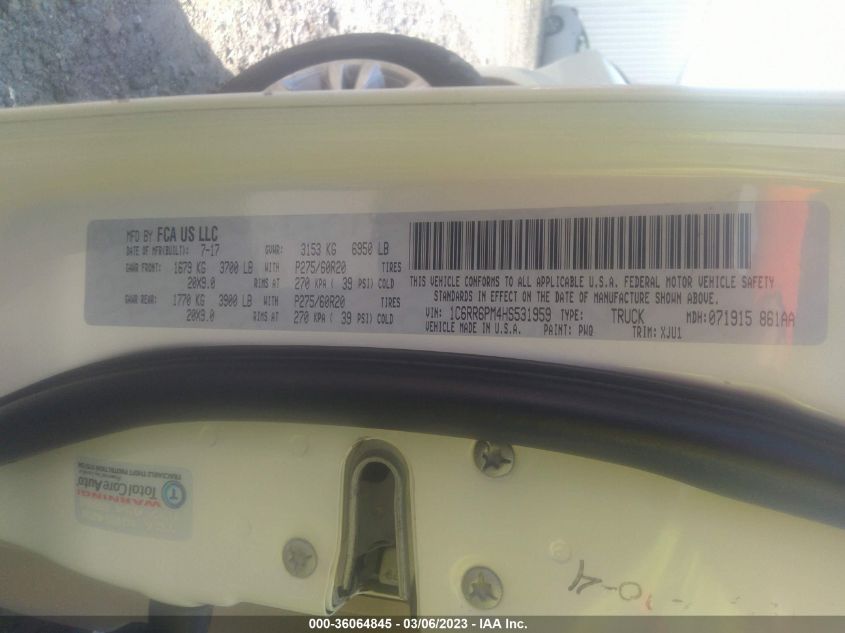 MFD BY FCA US LLC
DATE OF MFR(BUILT): 7-17 GVWR: 3153 KG 6950 LB
GAWR FRONT: 1679 KG 3700 LB WITH P275/60R20 TIRES
20X9.0 RIMS AT 270 KPA ( 39 PSI) COLD
GAWR REAR: 1770 KG 3900 LB WITH P275/60R20 TIRES
20X9.0 RIMS AT 270 KPA ( 39 PSI) COLD
THIS VEHICLE CONFORMS TO ALL APPLICABLE U.S.A. FEDERAL MOTOR VEHICLE SAFETY
STANDARDS IN EFFECT ON THE DATE OF MANUFACTURE SHOWN ABOVE.
VIN: 1C6RR6PM4HS531959 TYPE: TRUCK MDH: 071915 861AA
VEHICLE MADE IN U.S.A. PAINT: PWQ TRIM: XJU1
WARNING!
TotalCareAuto
TRACEABLE THEFT PROTECTION SYSTEM
000-36064845 - 03/06/2023 - IAA Inc.